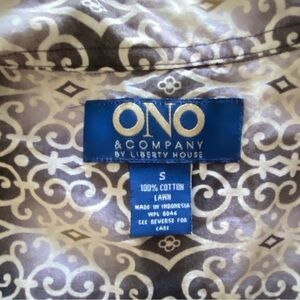 ONO
& COMPANY
BY LIBERTY HOUSE
S
100% COTTON
LAWN
MADE IN INDONESIA
WPL 8046
SEE REVERSE FOR
CARE